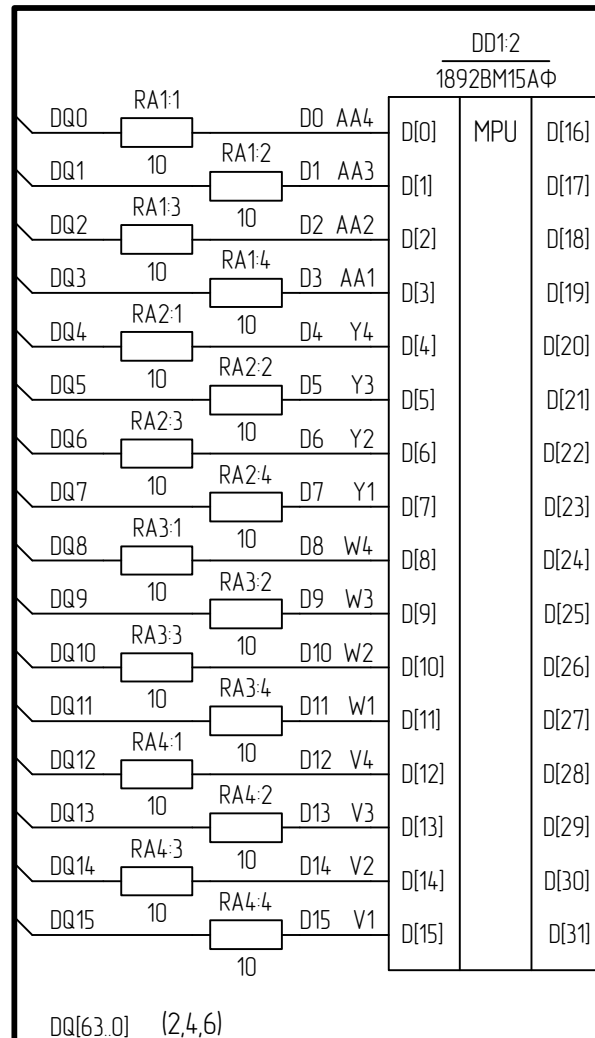 DD1:2
1892ВМ15АФ
RA1:1
DQ0 D0 AA4 D[0] MPU D[16]
10 RA1:2
DQ1 D1 AA3 D[1] D[17]
RA1:3 10
DQ2 D2 AA2 D[2] D[18]
10 RA1:4
DQ3 D3 AA1 D[3] D[19]
RA2:1 10
DQ4 D4 Y4 D[4] D[20]
10 RA2:2
DQ5 D5 Y3 D[5] D[21]
RA2:3 10
DQ6 D6 Y2 D[6] D[22]
10 RA2:4
DQ7 D7 Y1 D[7] D[23]
RA3:1 10
DQ8 D8 W4 D[8] D[24]
10 RA3:2
DQ9 D9 W3 D[9] D[25]
RA3:3 10
DQ10 D10 W2 D[10] D[26]
10 RA3:4
DQ11 D11 W1 D[11] D[27]
RA4:1 10
DQ12 D12 V4 D[12] D[28]
10 RA4:2
DQ13 D13 V3 D[13] D[29]
RA4:3 10
DQ14 D14 V2 D[14] D[30]
10 RA4:4
DQ15 D15 V1 D[15] D[31]
10
DQ[63..0] (2,4,6)